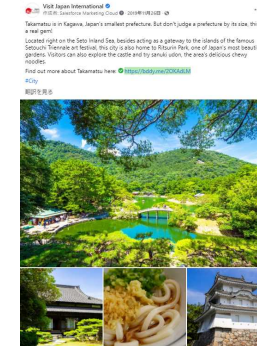 Visit Japan International
作成者: Salesforce Marketing Cloud · 2019年11月26日
Takamatsu is in Kagawa, Japan's smallest prefecture. But don't judge a prefecture by its size, thi
a real gem!
Located right on the Seto Inland Sea, besides acting as a gateway to the islands of the famous
Setouchi Triennale art festival, this city is also home to Ritsurin Park, one of Japan's most beauti
gardens. Visitors can also explore the castle and try sanuki udon, the area's delicious chewy
noodles.
Find out more about Takamatsu here: https://bddy.me/2OKAdLM
#City
翻訳を見る